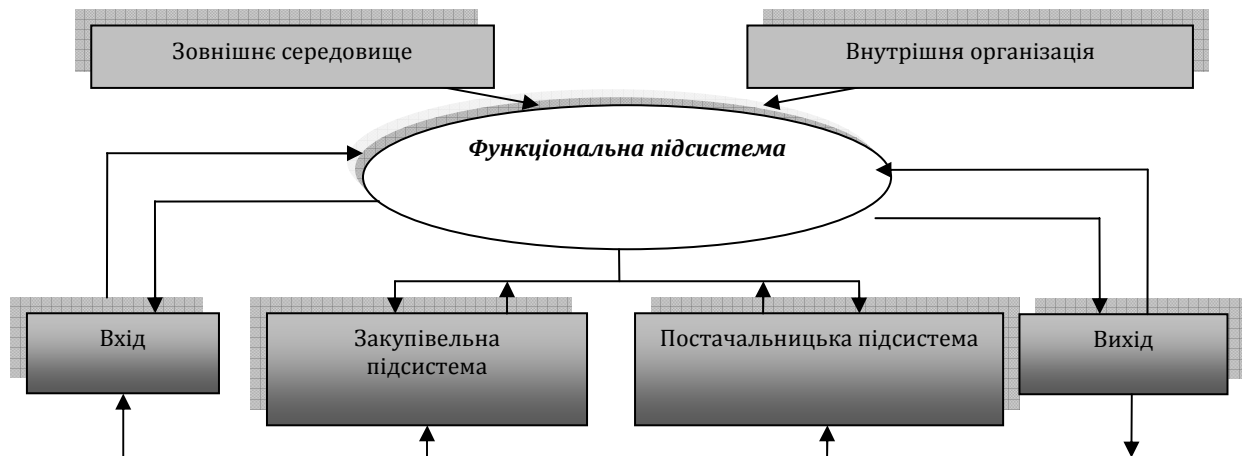 Зовнішнє середовище
Внутрішня організація
Функціональна підсистема
Вхід
Закупівельна
підсистема
Постачальницька підсистема
Вихід